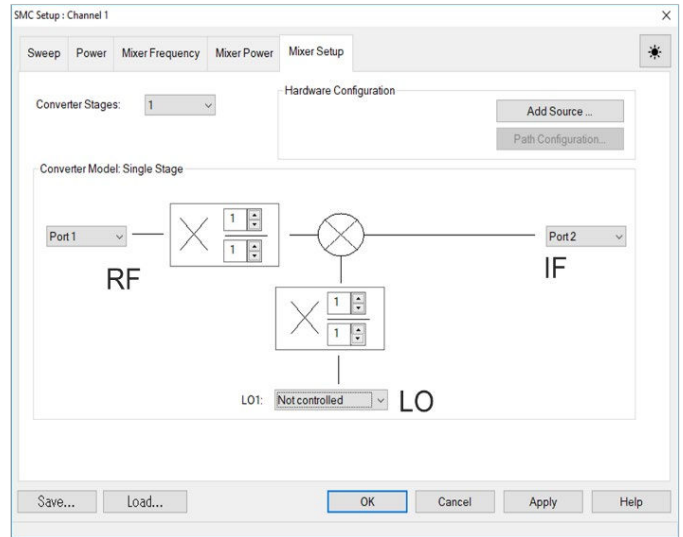 SMC Setup : Channel 1
Sweep Power Mixer Frequency Mixer Power Mixer Setup
Hardware Configuration
Converter Stages: 1
Add Source ...
Path Configuration...
Converter Model: Single Stage
1
Port 1 Port 2
1
RF IF
1
1
LO1: Not controlled LO
Save... Load... OK Cancel Apply Help